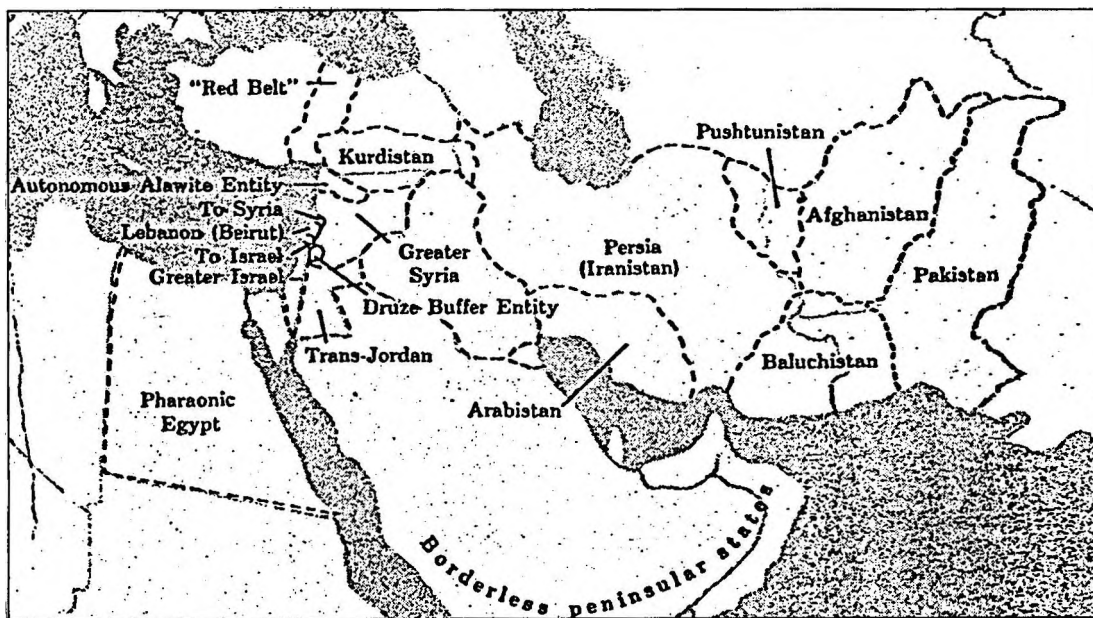 "Red Belt"
Kurdistan
Pushtunistan
Autonomous Alawite Entity
To Syria
Lebanon (Beirut)
To Israel
Greater Israel
Greater
Syria
Druze Buffer Entity
Trans-Jordan
Pharaonic
Egypt
Persia
(Iranistan)
Arabistan
Afghanistan
Pakistan
Baluchistan
Borderless peninsular states